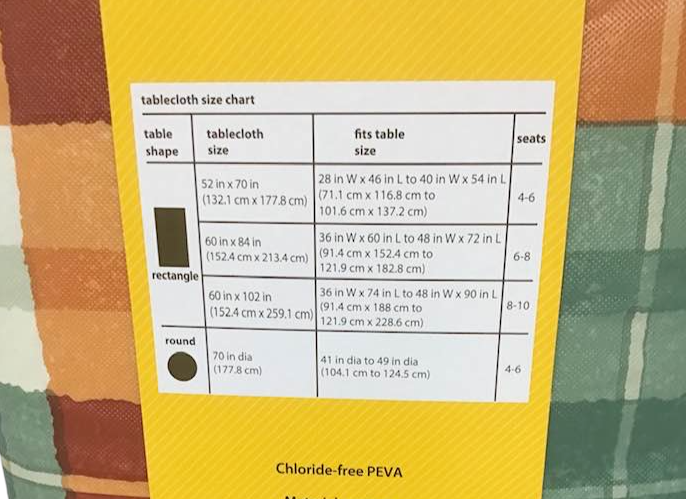 tablecloth size chart
table shape
tablecloth size
fits table size
seats
rectangle
52 in x 70 in
(132.1 cm x 177.8 cm)
28 in W x 46 in L to 40 in W x 54 in L
(71.1 cm x 116.8 cm to
101.6 cm x 137.2 cm)
4-6
60 in x 84 in
(152.4 cm x 213.4 cm)
36 in W x 60 in L to 48 in W x 72 in L
(91.4 cm x 152.4 cm to
121.9 cm x 182.8 cm)
6-8
60 in x 102 in
(152.4 cm x 259.1 cm)
36 in W x 74 in L to 48 in W x 90 in L
(91.4 cm x 188 cm to
121.9 cm x 228.6 cm)
8-10
round
70 in dia
(177.8 cm)
41 in dia to 49 in dia
(104.1 cm to 124.5 cm)
4-6
Chloride-free PEVA